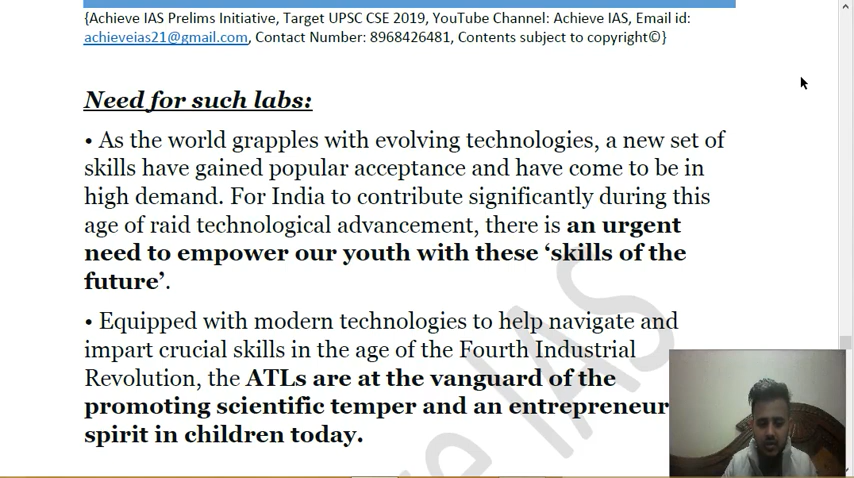 {Achieve IAS Prelims Initiative, Target UPSC CSE 2019, YouTube Channel: Achieve IAS, Email id:
achieveias21@gmail.com, Contact Number: 8968426481, Contents subject to copyright©}
Need for such labs:
• As the world grapples with evolving technologies, a new set of
skills have gained popular acceptance and have come to be in
high demand. For India to contribute significantly during this
age of raid technological advancement, there is an urgent
need to empower our youth with these ‘skills of the
future’.
• Equipped with modern technologies to help navigate and
impart crucial skills in the age of the Fourth Industrial
Revolution, the ATLs are at the vanguard of the
promoting scientific temper and an entrepreneur
spirit in children today.
e IAS